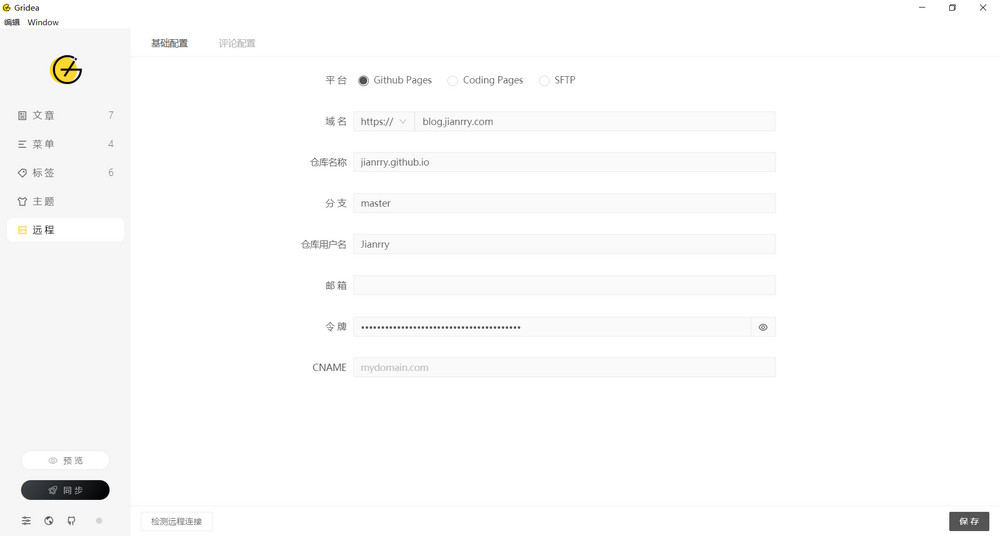 Gridea
编辑 Window
基础配置 评论配置
文章 7
菜单 4
标签 6
主题
远程
平台 Github Pages Coding Pages SFTP
域名 https:// blog.jianrry.com
仓库名称 jianrry.github.io
分支 master
仓库用户名 Jianrry
邮箱
令牌 ••••••••••••••••••••••••••••••••••••••••
CNAME mydomain.com
预览
同步
检测远程连接 保存